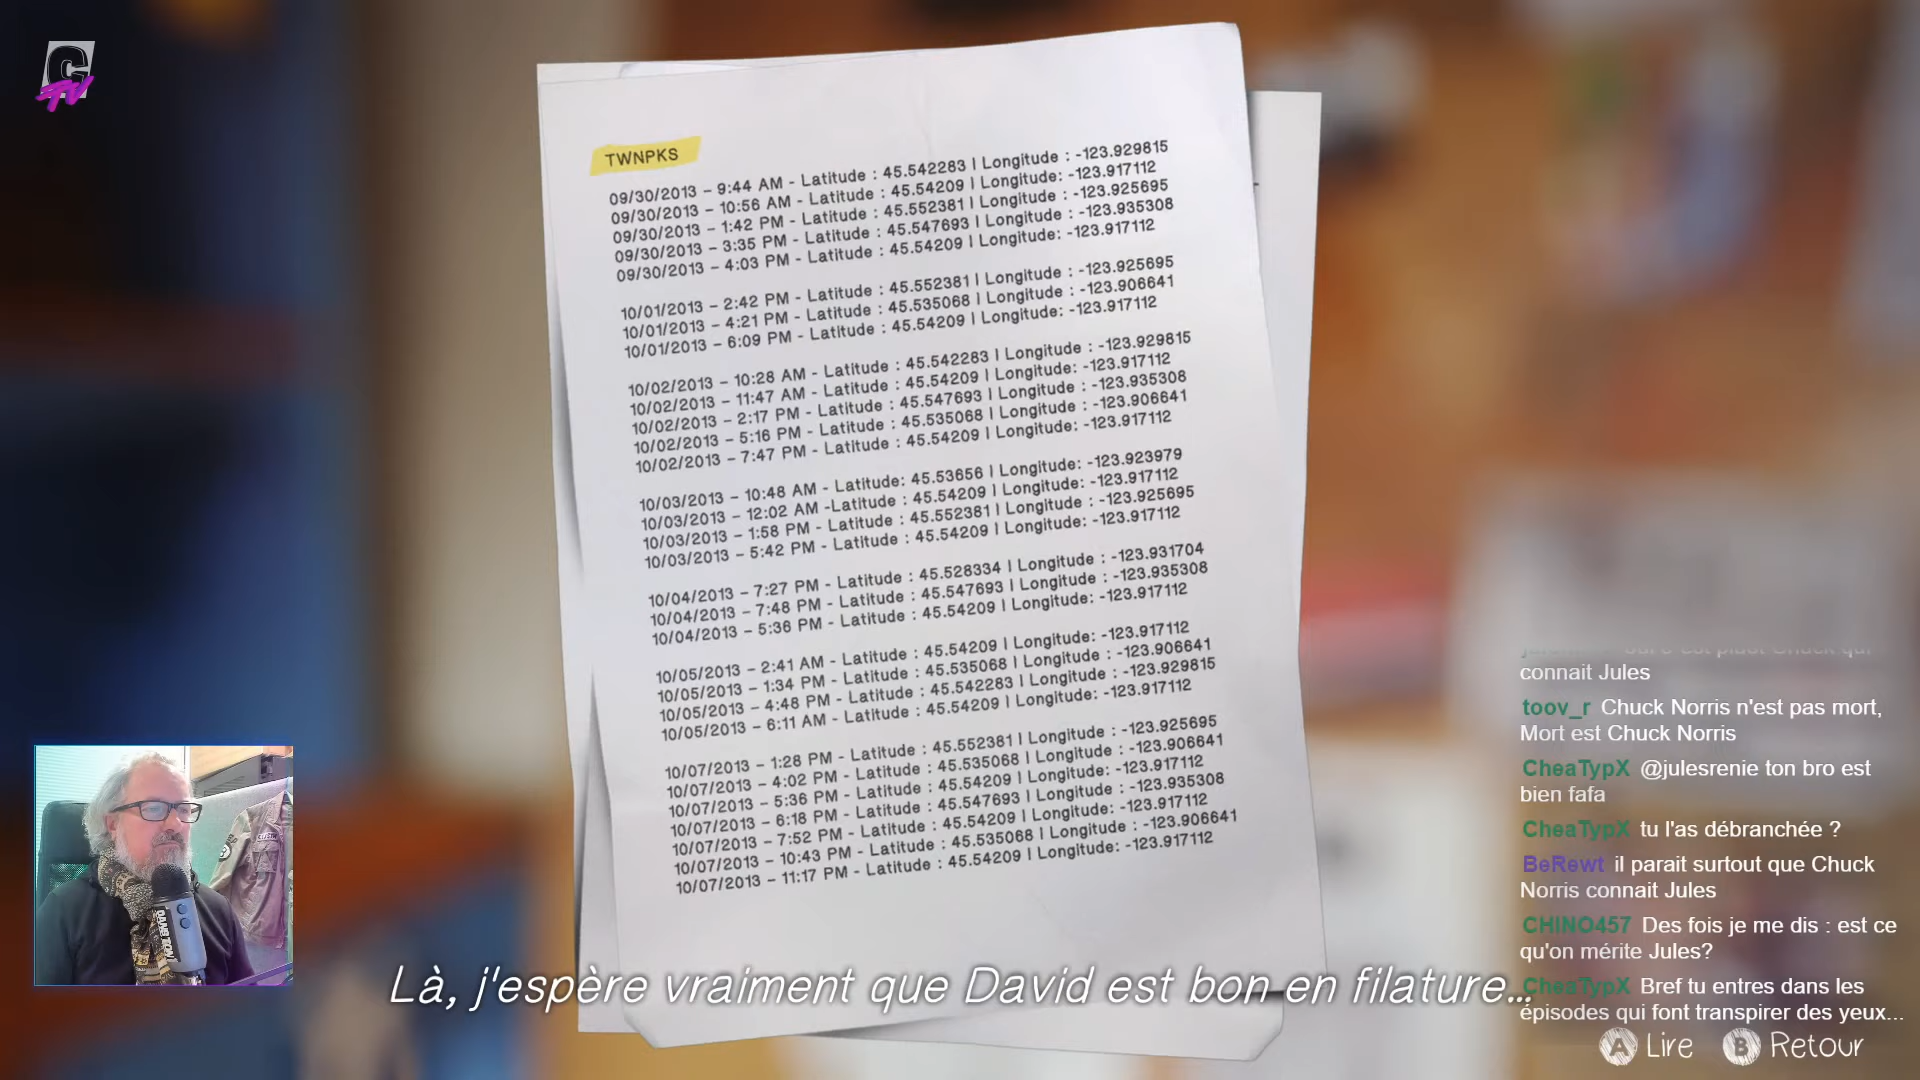 C
TV
TWNPKS
09/30/2013 – 9:44 AM - Latitude : 45.542283 | Longitude : -123.929815
09/30/2013 – 10:56 AM - Latitude : 45.54209 | Longitude: -123.917112
09/30/2013 – 1:42 PM - Latitude : 45.552381 | Longitude : -123.925695
09/30/2013 – 3:35 PM - Latitude : 45.547693 | Longitude : -123.935308
09/30/2013 – 4:03 PM - Latitude : 45.54209 | Longitude: -123.917112
10/01/2013 – 2:42 PM - Latitude : 45.552381 | Longitude : -123.925695
10/01/2013 – 4:21 PM - Latitude : 45.535068 | Longitude : -123.906641
10/01/2013 – 6:09 PM - Latitude : 45.54209 | Longitude: -123.917112
10/02/2013 – 10:28 AM - Latitude : 45.542283 | Longitude : -123.929815
10/02/2013 – 11:47 AM - Latitude : 45.54209 | Longitude: -123.917112
10/02/2013 – 2:17 PM - Latitude : 45.547693 | Longitude : -123.935308
10/02/2013 – 5:16 PM - Latitude : 45.535068 | Longitude : -123.906641
10/02/2013 – 7:47 PM - Latitude : 45.54209 | Longitude: -123.917112
10/03/2013 – 10:48 AM - Latitude: 45.53656 | Longitude: -123.923979
10/03/2013 – 12:02 AM -Latitude : 45.54209 | Longitude: -123.917112
10/03/2013 – 1:58 PM - Latitude : 45.552381 | Longitude : -123.925695
10/03/2013 – 5:42 PM - Latitude : 45.54209 | Longitude: -123.917112
10/04/2013 – 7:27 PM - Latitude : 45.528334 | Longitude : -123.931704
10/04/2013 – 7:48 PM - Latitude : 45.547693 | Longitude : -123.935308
10/04/2013 – 5:36 PM - Latitude : 45.54209 | Longitude: -123.917112
10/05/2013 – 2:41 AM - Latitude : 45.54209 | Longitude: -123.917112
10/05/2013 – 1:34 PM - Latitude : 45.535068 | Longitude : -123.906641
10/05/2013 – 4:48 PM - Latitude : 45.542283 | Longitude : -123.929815
10/05/2013 – 6:11 AM - Latitude : 45.54209 | Longitude: -123.917112
10/07/2013 – 1:28 PM - Latitude : 45.552381 | Longitude : -123.925695
10/07/2013 – 4:02 PM - Latitude : 45.535068 | Longitude : -123.906641
10/07/2013 – 5:36 PM - Latitude : 45.54209 | Longitude: -123.917112
10/07/2013 – 6:18 PM - Latitude : 45.547693 | Longitude : -123.935308
10/07/2013 – 7:52 PM - Latitude : 45.54209 | Longitude: -123.917112
10/07/2013 – 10:43 PM - Latitude : 45.535068 | Longitude : -123.906641
10/07/2013 – 11:17 PM - Latitude : 45.54209 | Longitude: -123.917112
Là, j'espère vraiment que David est bon en filature...
connait Jules
toov_r Chuck Norris n'est pas mort,
Mort est Chuck Norris
CheaTypX @julesrenie ton bro est
bien fafa
CheaTypX tu l'as débranchée ?
BeRewt il parait surtout que Chuck
Norris connait Jules
CHINO457 Des fois je me dis : est ce
qu'on mérite Jules?
CheaTypX Bref tu entres dans les
épisodes qui font transpirer des yeux...
A Lire B Retour